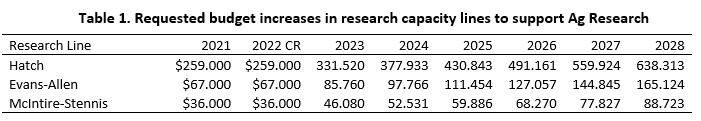 Table 1. Requested budget increases in research capacity lines to support Ag Research
Research Line 2021 2022 CR 2023 2024 2025 2026 2027 2028
Hatch $259.000 $259.000 331.520 377.933 430.843 491.161 559.924 638.313
Evans-Allen $67.000 $67.000 85.760 97.766 111.454 127.057 144.845 165.124
McIntire-Stennis $36.000 $36.000 46.080 52.531 59.886 68.270 77.827 88.723